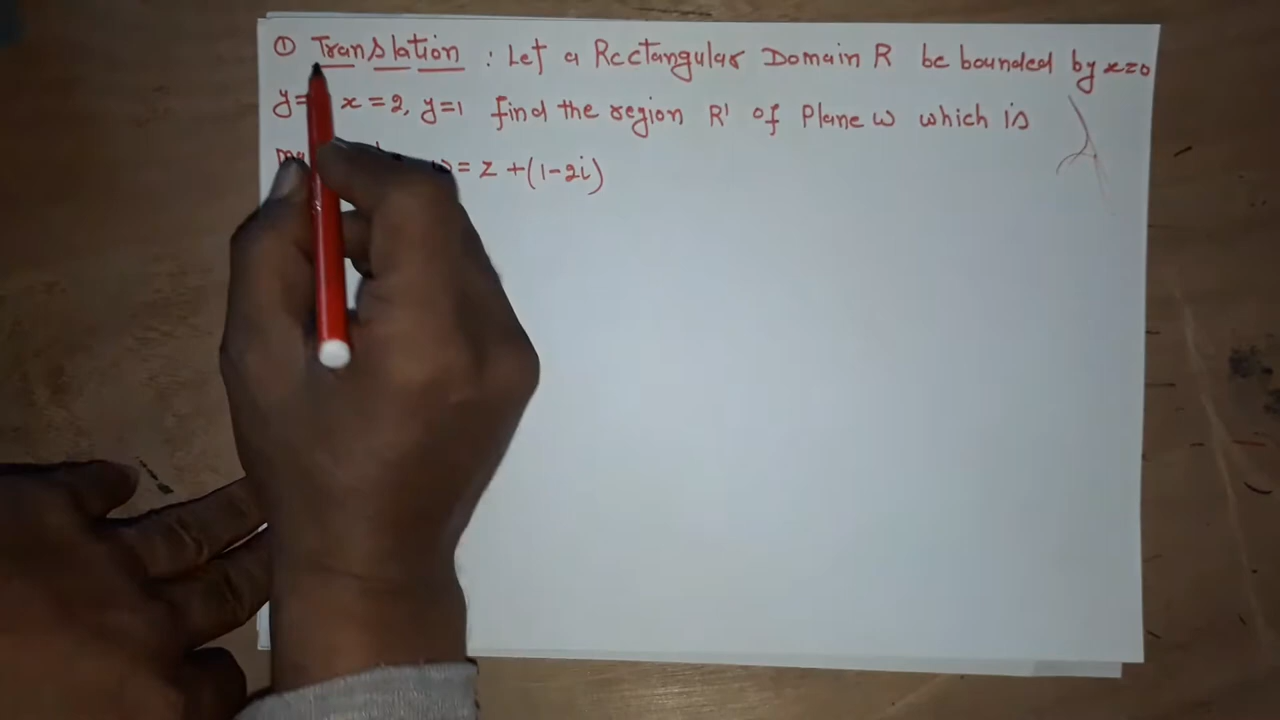 ① Translation : Let a Rectangular Domain R be bounded by x=0
y= x=2, y=1 find the region R' of Plane w which is
= z +(1-2i)